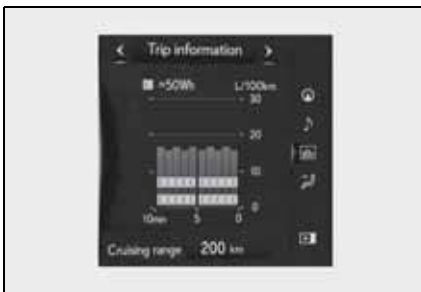 Trip information
=50Wh L/100km
30
20
10
0
10min 5 0
Cruising range 200 km